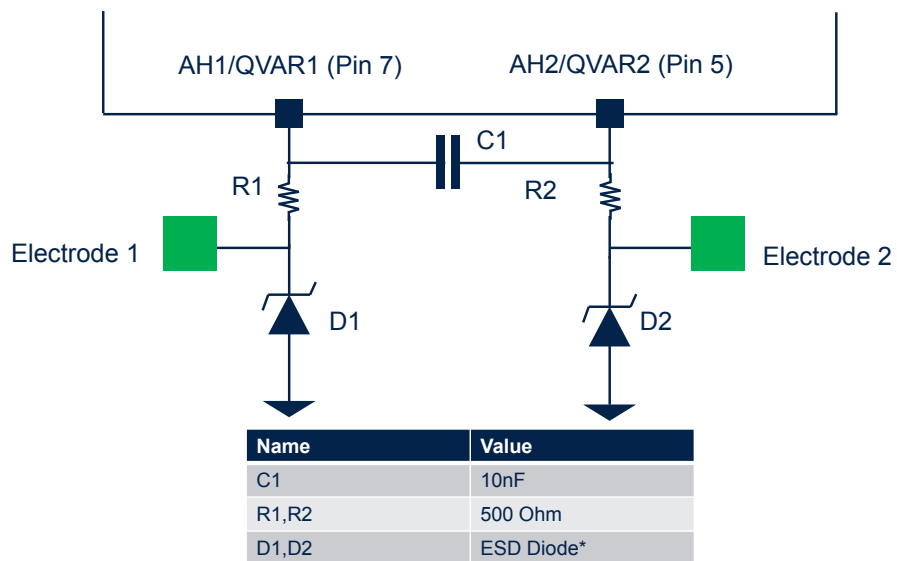 AH1/QVAR1 (Pin 7)
AH2/QVAR2 (Pin 5)
C1
R1
R2
Electrode 1
Electrode 2
D1
D2
Name Value
C1 10nF
R1,R2 500 Ohm
D1,D2 ESD Diode*